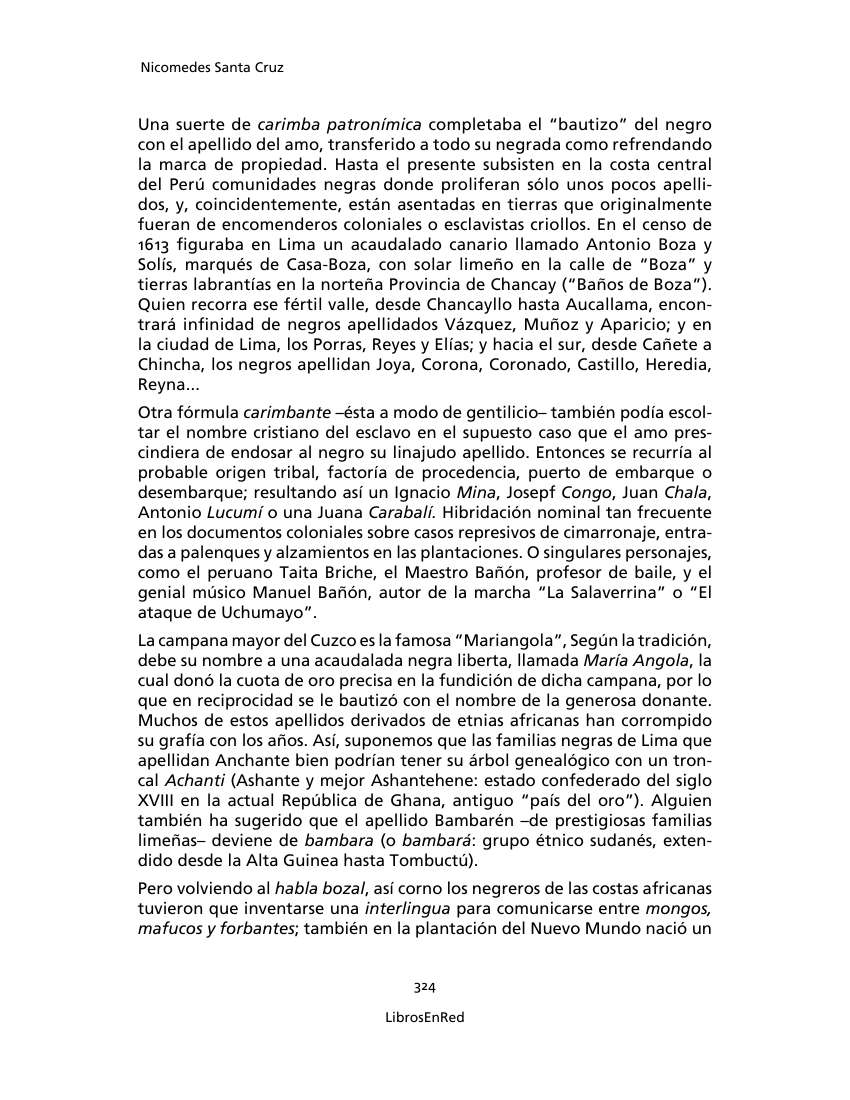 Nicomedes Santa Cruz
Una suerte de carimba patronímica completaba el “bautizo” del negro
con el apellido del amo, transferido a todo su negrada como refrendando
la marca de propiedad. Hasta el presente subsisten en la costa central
del Perú comunidades negras donde proliferan sólo unos pocos apelli-
dos, y, coincidentemente, están asentadas en tierras que originalmente
fueran de encomenderos coloniales o esclavistas criollos. En el censo de
1613 figuraba en Lima un acaudalado canario llamado Antonio Boza y
Solís, marqués de Casa-Boza, con solar limeño en la calle de “Boza” y
tierras labrantías en la norteña Provincia de Chancay (“Baños de Boza”).
Quien recorra ese fértil valle, desde Chancayllo hasta Aucallama, encon-
trará infinidad de negros apellidados Vázquez, Muñoz y Aparicio; y en
la ciudad de Lima, los Porras, Reyes y Elías; y hacia el sur, desde Cañete a
Chincha, los negros apellidan Joya, Corona, Coronado, Castillo, Heredia,
Reyna...
Otra fórmula carimbante –ésta a modo de gentilicio– también podía escol-
tar el nombre cristiano del esclavo en el supuesto caso que el amo pres-
cindiera de endosar al negro su linajudo apellido. Entonces se recurría al
probable origen tribal, factoría de procedencia, puerto de embarque o
desembarque; resultando así un Ignacio Mina, Josepf Congo, Juan Chala,
Antonio Lucumí o una Juana Carabalí. Hibridación nominal tan frecuente
en los documentos coloniales sobre casos represivos de cimarronaje, entra-
das a palenques y alzamientos en las plantaciones. O singulares personajes,
como el peruano Taita Briche, el Maestro Bañón, profesor de baile, y el
genial músico Manuel Bañón, autor de la marcha “La Salaverrina” o “El
ataque de Uchumayo”.
La campana mayor del Cuzco es la famosa “Mariangola”, Según la tradición,
debe su nombre a una acaudalada negra liberta, llamada María Angola, la
cual donó la cuota de oro precisa en la fundición de dicha campana, por lo
que en reciprocidad se le bautizó con el nombre de la generosa donante.
Muchos de estos apellidos derivados de etnias africanas han corrompido
su grafía con los años. Así, suponemos que las familias negras de Lima que
apellidan Anchante bien podrían tener su árbol genealógico con un tron-
cal Achanti (Ashante y mejor Ashantehene: estado confederado del siglo
XVIII en la actual República de Ghana, antiguo “país del oro”). Alguien
también ha sugerido que el apellido Bambarén –de prestigiosas familias
limeñas– deviene de bambara (o bambará: grupo étnico sudanés, exten-
dido desde la Alta Guinea hasta Tombuctú).
Pero volviendo al habla bozal, así corno los negreros de las costas africanas
tuvieron que inventarse una interlingua para comunicarse entre mongos,
mafucos y forbantes; también en la plantación del Nuevo Mundo nació un
324
LibrosEnRed